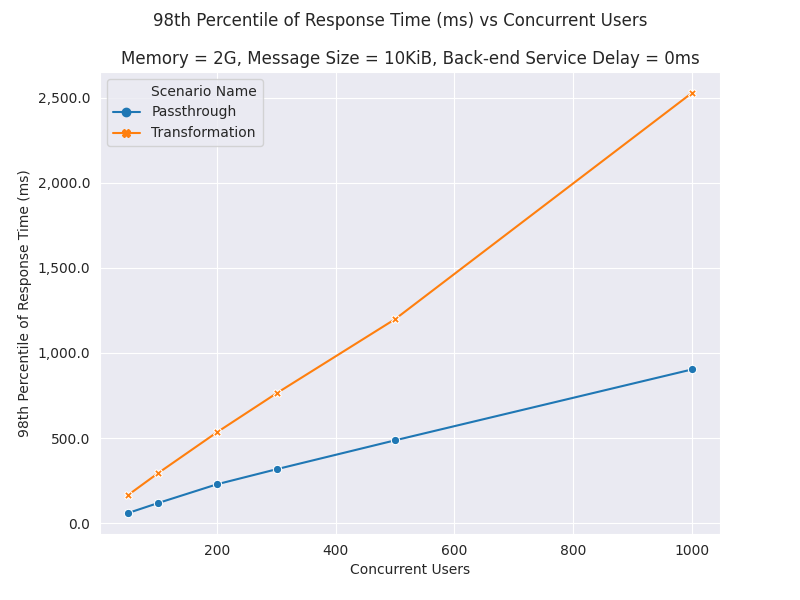 98th Percentile of Response Time (ms) vs Concurrent Users
Memory = 2G, Message Size = 10KiB, Back-end Service Delay = 0ms
Scenario Name
Passthrough
Transformation
98th Percentile of Response Time (ms)
2,500.0
2,000.0
1,500.0
1,000.0
500.0
0.0
200
400
600
800
1000
Concurrent Users